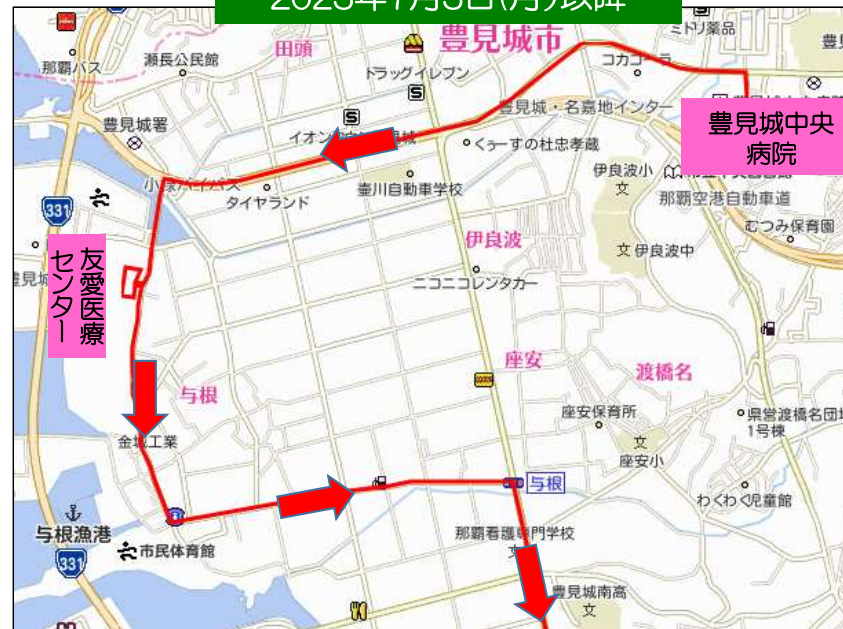 2023年7月3日(月)以降
ミドリ薬品
豊見城市
田頭
瀬長公民館
那覇バス
コカコーラ
ドラッグイレブン
豊見城・名嘉地インター
豊見城中央
病院
豊見城署
くぅーすの杜忠孝蔵
伊良波小
文
那覇空港自動車道
タイヤランド
壷川自動車学校
331
むつみ保育園
伊良波
文 伊良波中
友愛医療
センター
ニコニコレンタカー
座安
渡橋名
与根
座安保育所
県営渡橋名団地
1号棟
文
座安小
金城工業
与根
わくわく児童館
与根漁港
市民体育館
331
那覇看護専門学校
豊見城南高
文